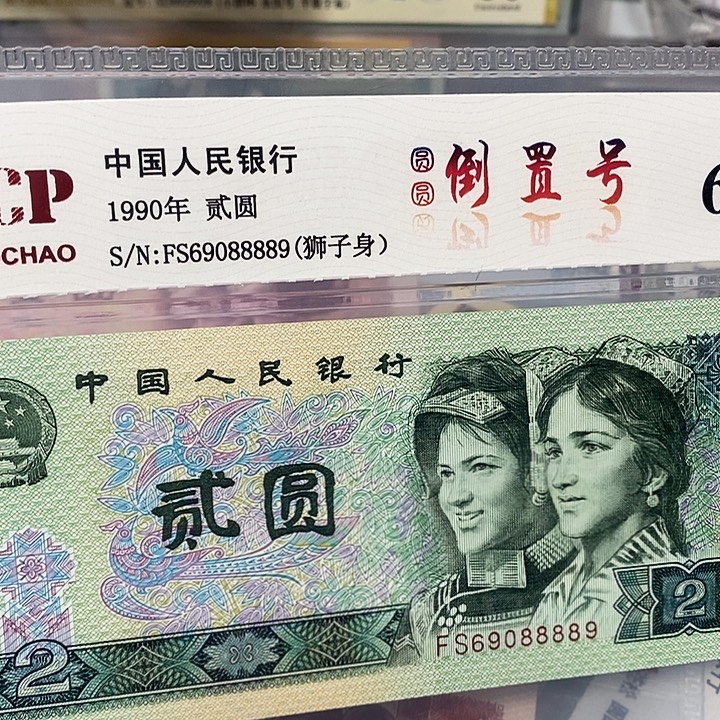 CP
CHAO
中国人民银行
1990年 贰圆
S/N:FS69088889(狮子身)
圆
圆
倒置号
6
中国人民银行
贰圆
FS69088889
2
2